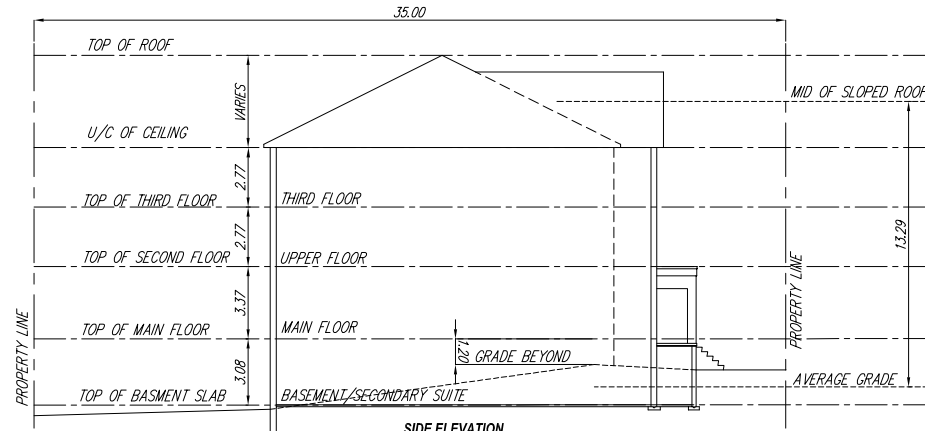 35.00
TOP OF ROOF
MID OF SLOPED ROOF
VARIES
U/C OF CEILING
2.77
TOP OF THIRD FLOOR
THIRD FLOOR
2.77
13.29
TOP OF SECOND FLOOR
UPPER FLOOR
PROPERTY LINE
3.37
PROPERTY LINE
TOP OF MAIN FLOOR
MAIN FLOOR
1.20
GRADE BEYOND
3.08
AVERAGE GRADE
TOP OF BASMENT SLAB
BASEMENT/SECONDARY SUITE
SIDE ELEVATION